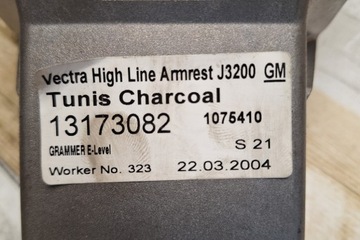 Vectra High Line Armrest J3200 GM
Tunis Charcoal
13173082 1075410
GRAMMER E-Level S 21
Worker No. 323 22.03.2004